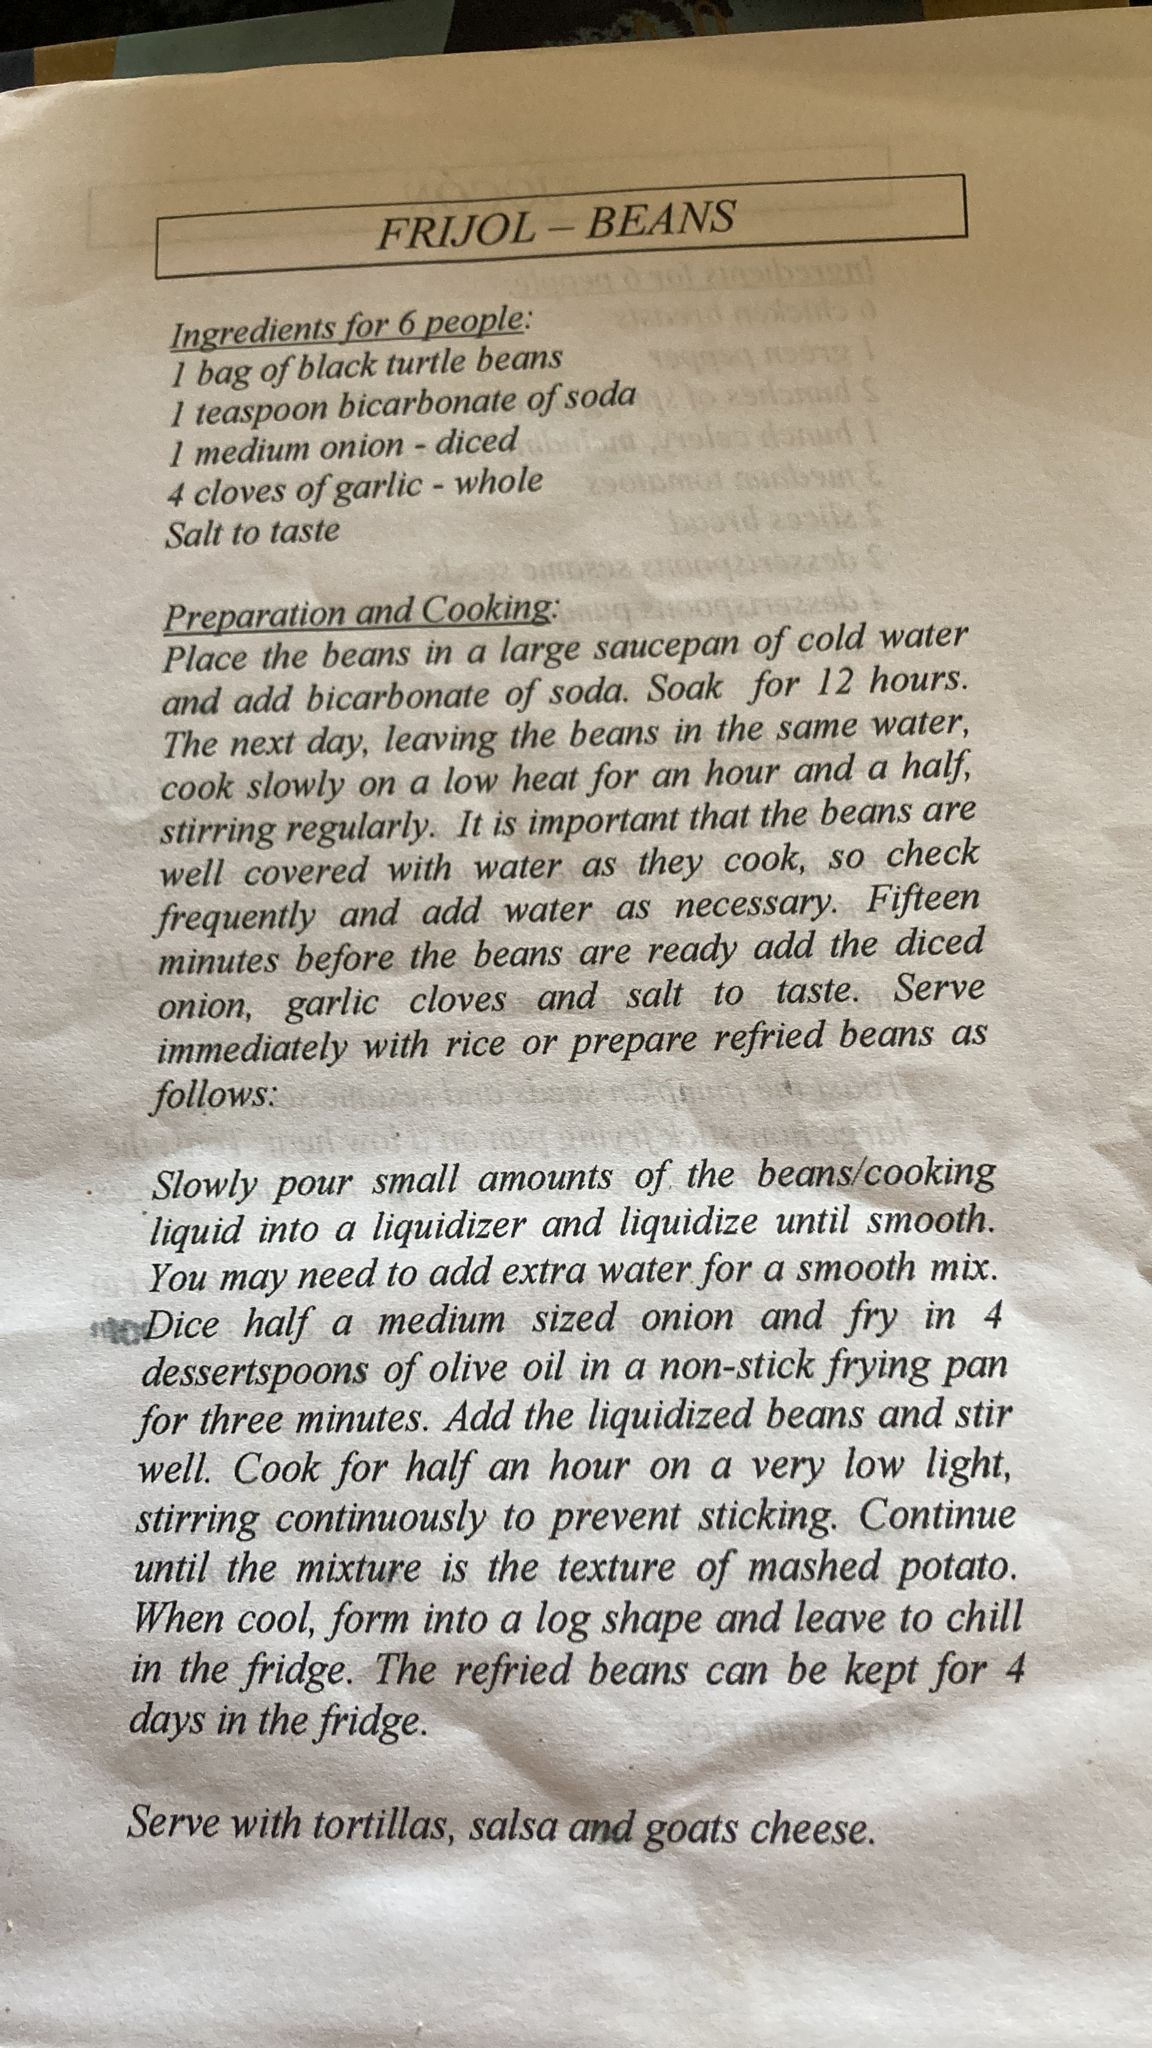 FRIJOL – BEANS
Ingredients for 6 people:
1 bag of black turtle beans
1 teaspoon bicarbonate of soda
1 medium onion - diced
4 cloves of garlic - whole
Salt to taste
Preparation and Cooking:
Place the beans in a large saucepan of cold water
and add bicarbonate of soda. Soak for 12 hours.
The next day, leaving the beans in the same water,
cook slowly on a low heat for an hour and a half,
stirring regularly. It is important that the beans are
well covered with water as they cook, so check
frequently and add water as necessary. Fifteen
minutes before the beans are ready add the diced
onion, garlic cloves and salt to taste. Serve
immediately with rice or prepare refried beans as
follows:
Slowly pour small amounts of the beans/cooking
liquid into a liquidizer and liquidize until smooth.
You may need to add extra water for a smooth mix.
Dice half a medium sized onion and fry in 4
dessertspoons of olive oil in a non-stick frying pan
for three minutes. Add the liquidized beans and stir
well. Cook for half an hour on a very low light,
stirring continuously to prevent sticking. Continue
until the mixture is the texture of mashed potato.
When cool, form into a log shape and leave to chill
in the fridge. The refried beans can be kept for 4
days in the fridge.
Serve with tortillas, salsa and goats cheese.